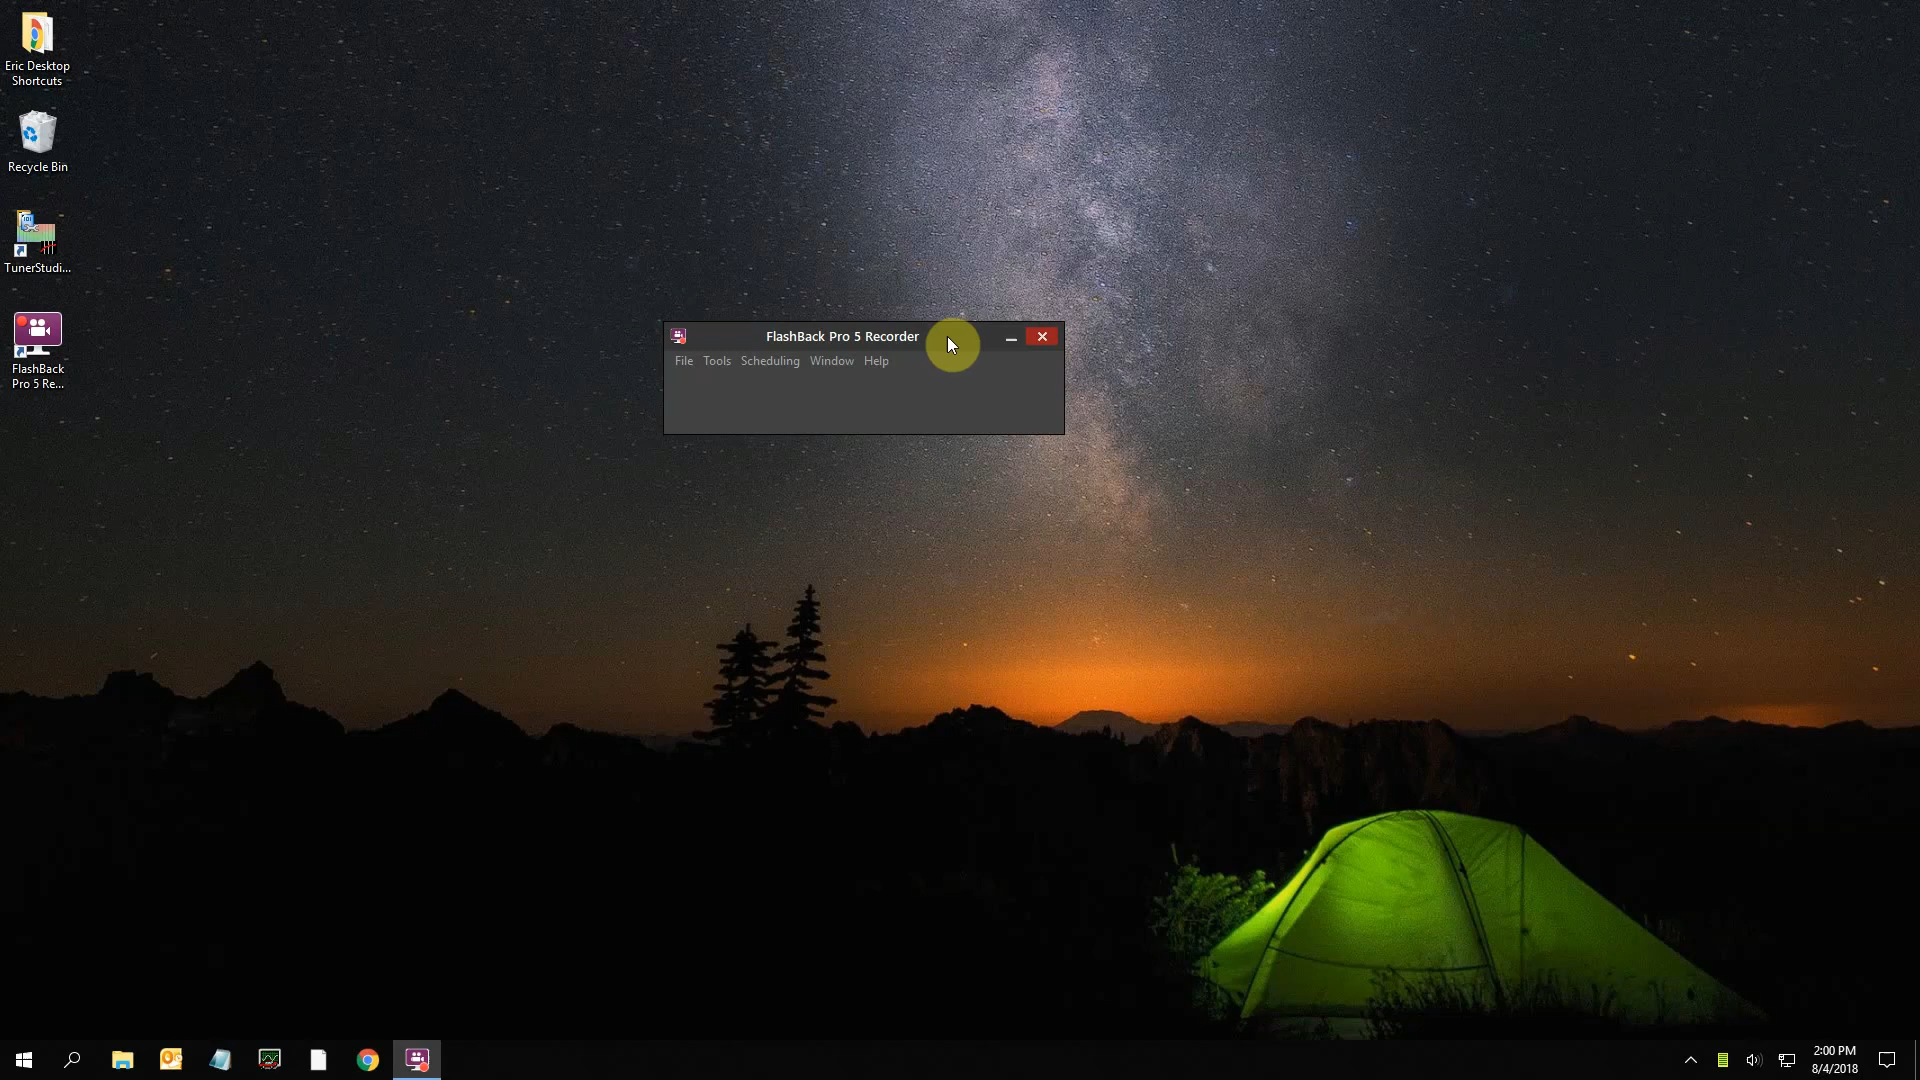 Eric Desktop
Shortcuts
Recycle Bin
TunerStudi...
FlashBack
Pro 5 Re...
FlashBack Pro 5 Recorder
File Tools Scheduling Window Help
2:00 PM
8/4/2018